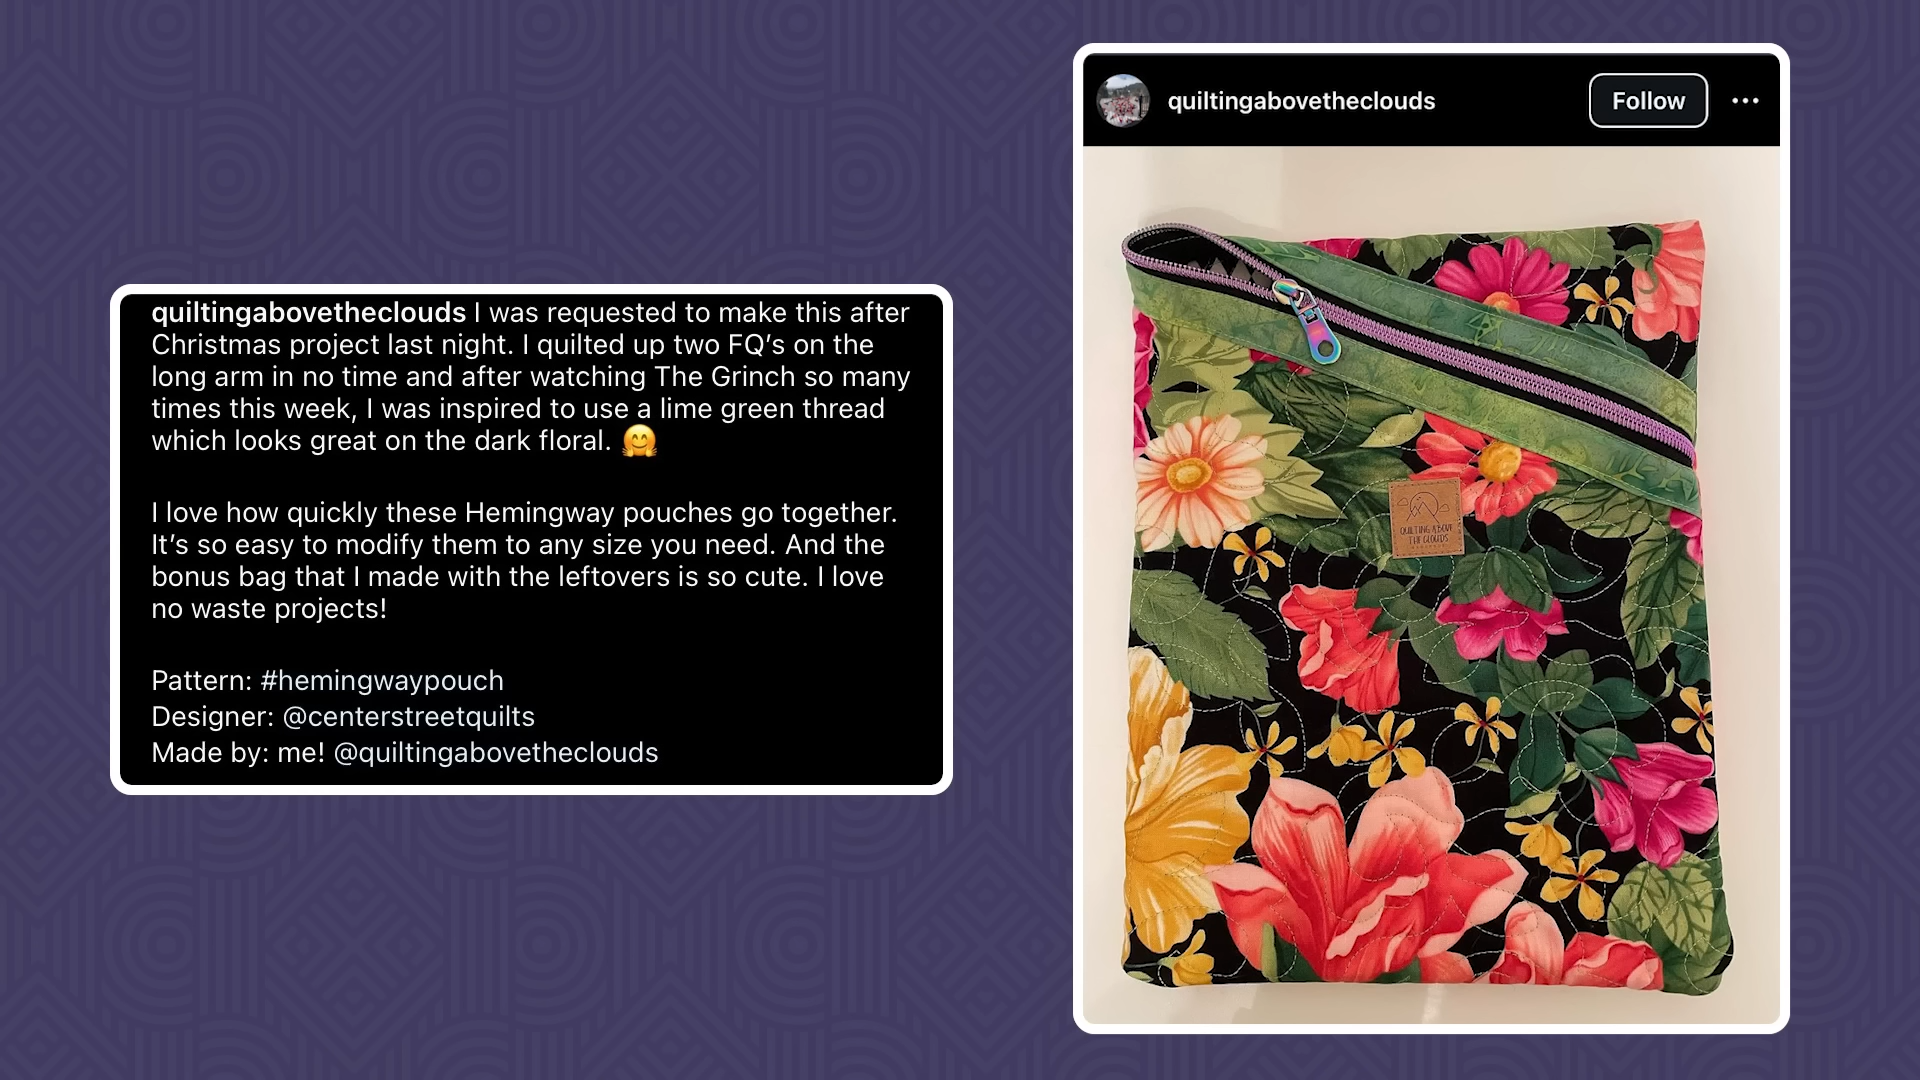 quiltingabovetheclouds I was requested to make this after
Christmas project last night. I quilted up two FQ’s on the
long arm in no time and after watching The Grinch so many
times this week, I was inspired to use a lime green thread
which looks great on the dark floral. 🤗
I love how quickly these Hemingway pouches go together.
It’s so easy to modify them to any size you need. And the
bonus bag that I made with the leftovers is so cute. I love
no waste projects!
Pattern: #hemingwaypouch
Designer: @centerstreetquilts
Made by: me! @quiltingabovetheclouds
quiltingabovetheclouds
Follow
QUILTING ABOVE
THE CLOUDS